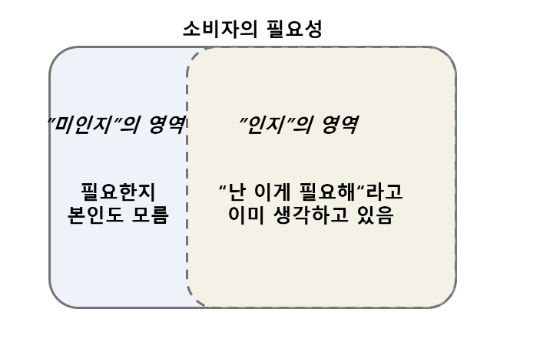 소비자의 필요성
"미인지"의 영역
"인지"의 영역
필요한지
본인도 모름
"난 이게 필요해"라고
이미 생각하고 있음